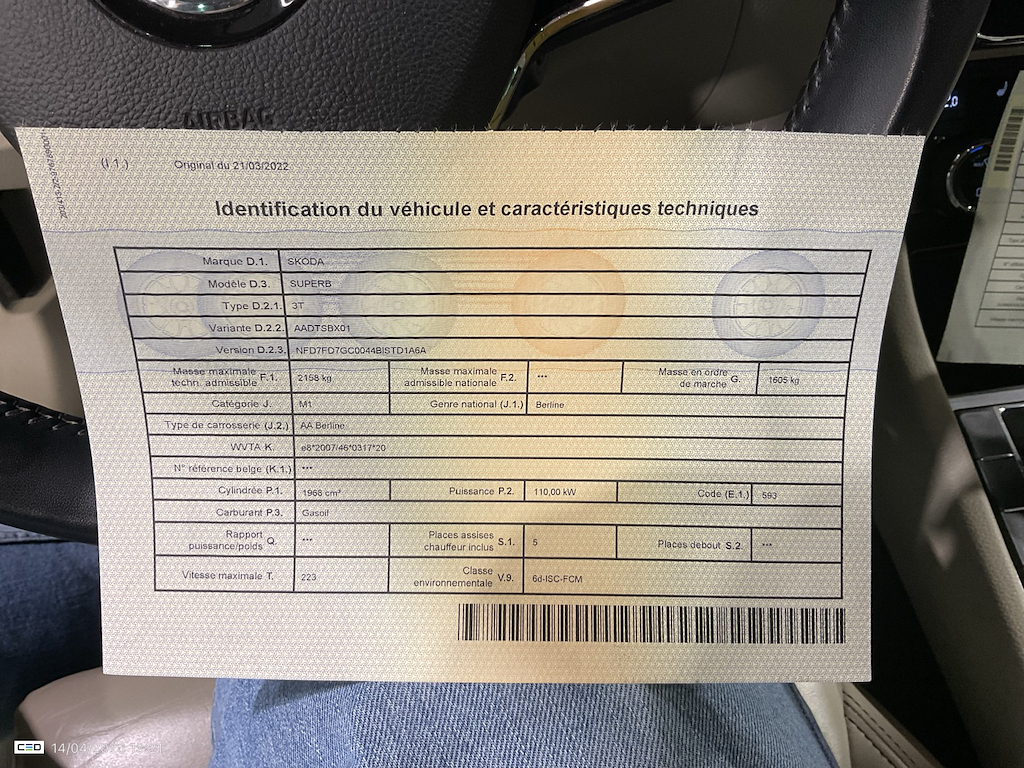 AIRBAG
(I.1.) Original du 21/03/2022
Identification du véhicule et caractéristiques techniques
Marque D.1. SKODA
Modèle D.3. SUPERB
Type D.2.1. 3T
Variante D.2.2. AADTSBX01
Version D.2.3. NFD7FD7GC0044BISTD1A6A
Masse maximale techn. admissible F.1. 2158 kg Masse maximale admissible nationale F.2. *** Masse en ordre de marche G. 1605 kg
Catégorie J. M1 Genre national (J.1.) Berline
Type de carrosserie (J.2.) AA Berline
WVTA K. e8*2007/46*0317*20
N° référence belge (K.1.) ***
Cylindrée P.1. 1968 cm³ Puissance P.2. 110,00 kW Code (E.1.) 593
Carburant P.3. Gasoil
Rapport puissance/poids Q. *** Places assises chauffeur inclus S.1. 5 Places debout S.2. ***
Vitesse maximale T. 223 Classe environnementale V.9. 6d-ISC-FCM
CEO 14/04/